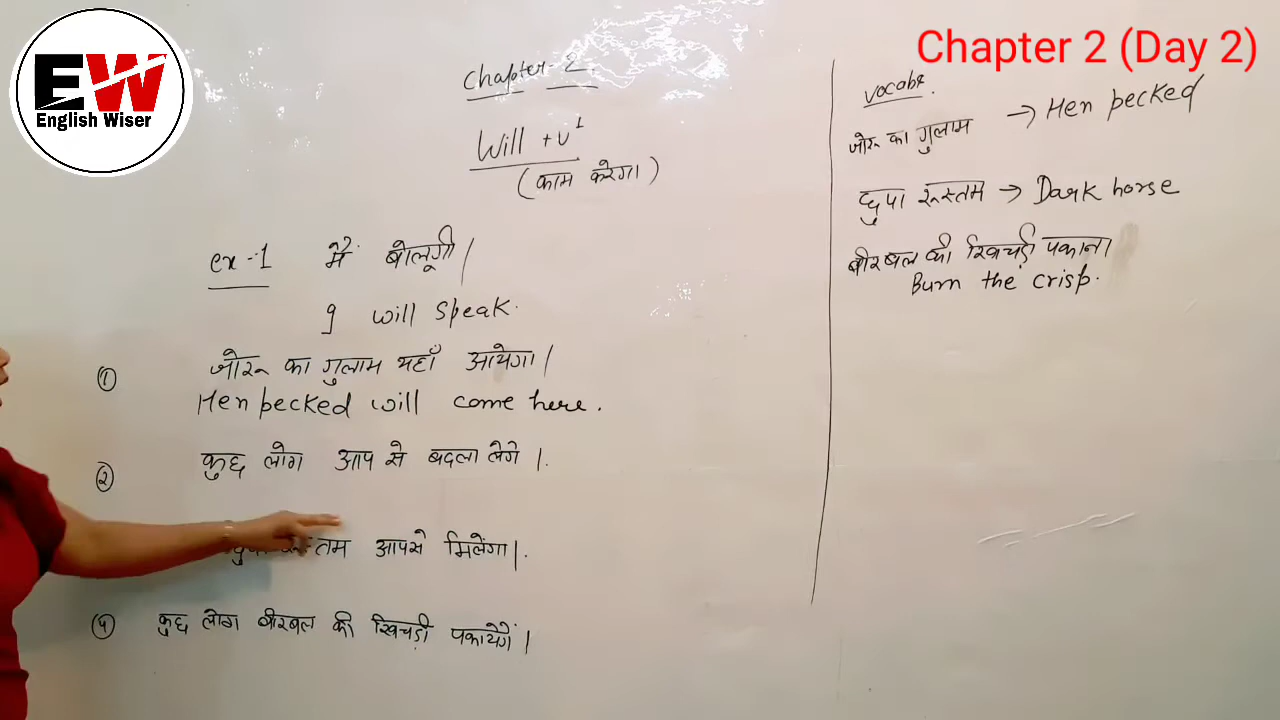 EW
English Wiser
Chapter 2 (Day 2)
Chapter-2.
Will + v¹
(काम करेगा)
ex-1 मैं बोलूगी|
I will speak.
① जोरू का गुलाम यहाँ आयेगा|
Hen pecked will come here.
② कुछ लोग आप से बदला लेगे|.
तम आपसे मिलेंगा|.
कुछ लोग बीरबल की खिचड़ी पकायेगें|
vocabs.
जोरू का गुलाम → Hen pecked
छुपा रूस्तम → Dark horse
बीरबल की खिचड़ी पकाना|
Burn the crisp.